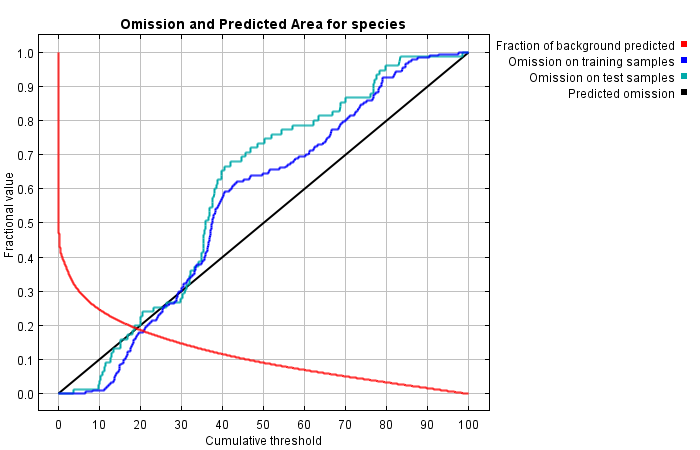 Omission and Predicted Area for species
Fraction of background predicted
Omission on training samples
Omission on test samples
Predicted omission
Fractional value
1.0
0.9
0.8
0.7
0.6
0.5
0.4
0.3
0.2
0.1
0.0
0 10 20 30 40 50 60 70 80 90 100
Cumulative threshold